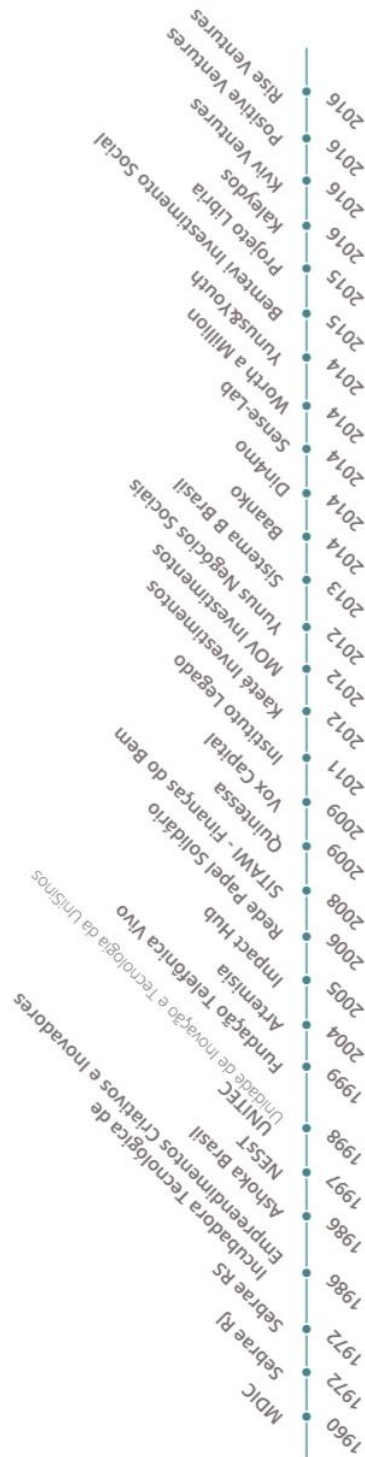 MDIC
1960
Sebrae RJ
1972
Sebrae RS
1972
Incubadora Tecnológica de
Empreendimentos Criativos e Inovadores
1986
Ashoka Brasil
1986
NESST
1997
UNITEC
Unidade de Inovação e Tecnologia da UniSinos
1998
Fundação Telefônica Vivo
1999
Artemisia
2004
Impact Hub
2005
Rede Papel Solidário
2006
SITAWI - Finanças do Bem
2008
Quintessa
2009
Vox Capital
2009
Instituto Legado
2011
Kaeté Investimentos
2012
MOV Investimentos
2012
Yunus Negócios Sociais
2012
Sistema B Brasil
2013
Baanko
2014
Din4mo
2014
Sense-Lab
2014
Worth a Million
2014
Yunus&Youth
2014
Bemtevi Investimento Social
2015
Projeto Libria
2015
Kaleydos
2016
Kviv Ventures
2016
Positive Ventures
2016
Rise Ventures
2016